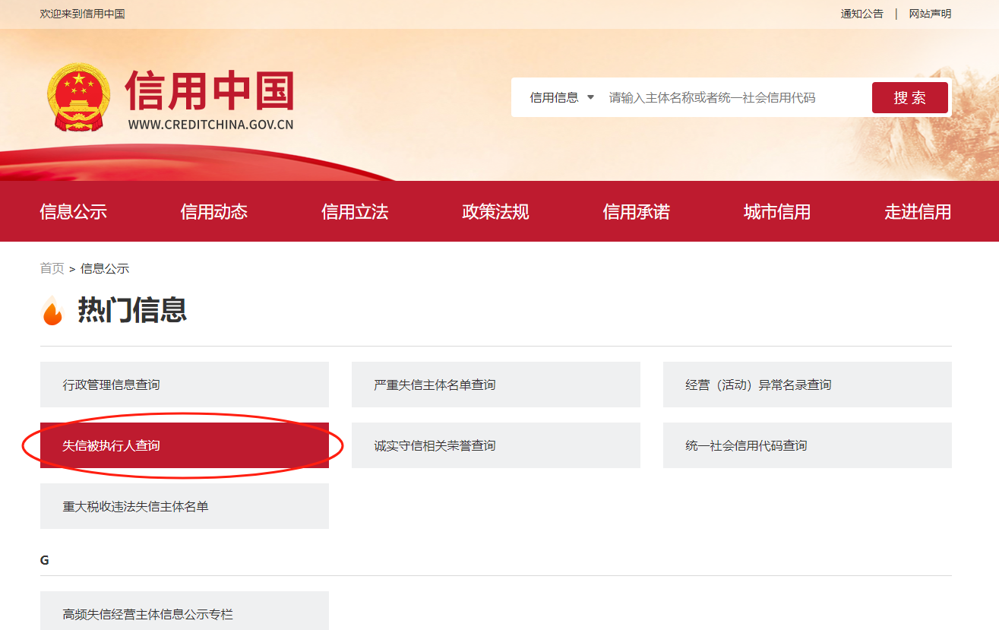 欢迎来到信用中国
通知公告 | 网站声明
信用中国
WWW.CREDITCHINA.GOV.CN
信用信息 请输入主体名称或者统一社会信用代码 搜 索
信息公示 信用动态 信用立法 政策法规 信用承诺 城市信用 走进信用
首页 > 信息公示
热门信息
行政管理信息查询 严重失信主体名单查询 经营（活动）异常名录查询
失信被执行人查询 诚实守信相关荣誉查询 统一社会信用代码查询
重大税收违法失信主体名单
G
高频失信经营主体信息公示专栏